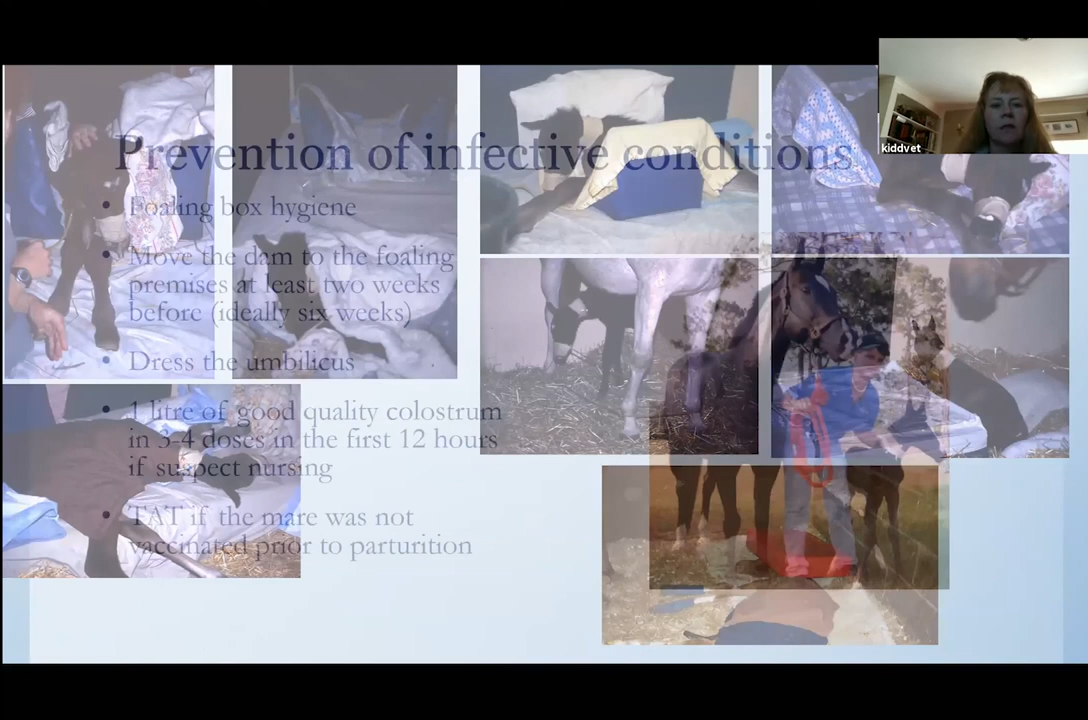 kiddvet
Prevention of infective conditions
• Foaling box hygiene
• Move the dam to the foaling
premises at least two weeks
before (ideally six weeks)
• Dress the umbilicus
• 1 litre of good quality colostrum
in 3-4 doses in the first 12 hours
if suspect nursing
• TAT if the mare was not
vaccinated prior to parturition